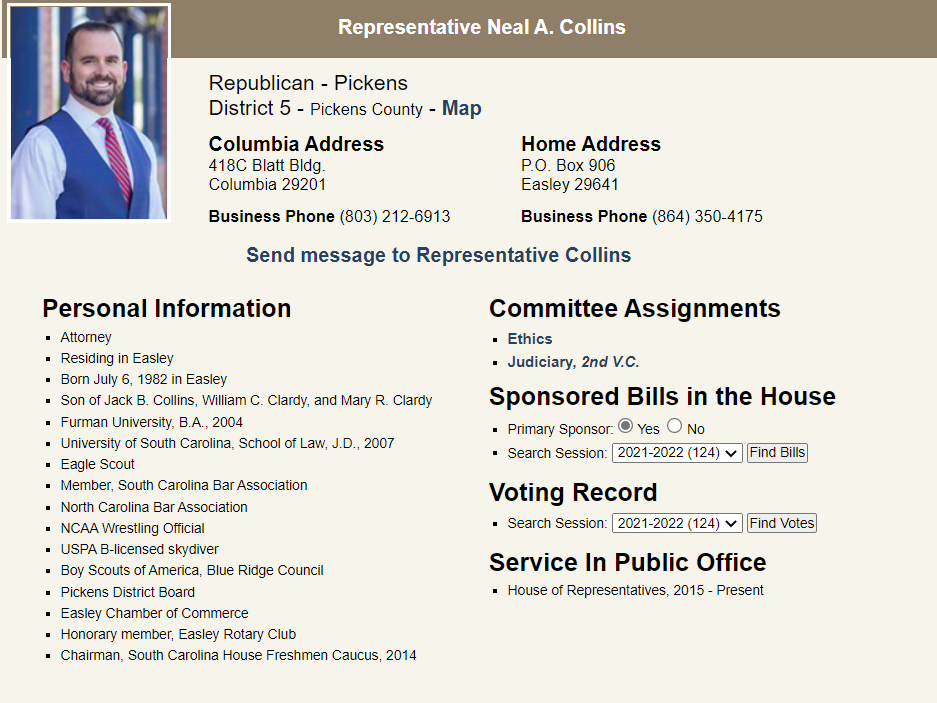 Representative Neal A. Collins
Republican - Pickens
District 5 - Pickens County - Map
Columbia Address
418C Blatt Bldg.
Columbia 29201
Business Phone (803) 212-6913
Home Address
P.O. Box 906
Easley 29641
Business Phone (864) 350-4175
Send message to Representative Collins
Personal Information
Attorney
Residing in Easley
Born July 6, 1982 in Easley
Son of Jack B. Collins, William C. Clardy, and Mary R. Clardy
Furman University, B.A., 2004
University of South Carolina, School of Law, J.D., 2007
Eagle Scout
Member, South Carolina Bar Association
North Carolina Bar Association
NCAA Wrestling Official
USPA B-licensed skydiver
Boy Scouts of America, Blue Ridge Council
Pickens District Board
Easley Chamber of Commerce
Honorary member, Easley Rotary Club
Chairman, South Carolina House Freshmen Caucus, 2014
Committee Assignments
Ethics
Judiciary, 2nd V.C.
Sponsored Bills in the House
Primary Sponsor: Yes No
Search Session: 2021-2022 (124) Find Bills
Voting Record
Search Session: 2021-2022 (124) Find Votes
Service In Public Office
House of Representatives, 2015 - Present